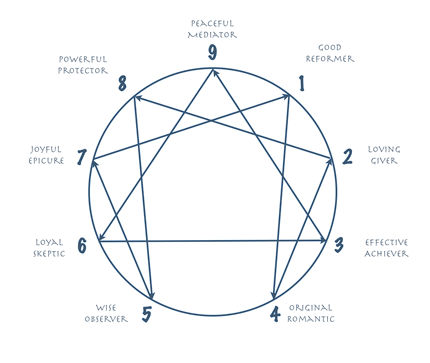 PEACEFUL
MEDIATOR
9
GOOD
REFORMER
1
POWERFUL
PROTECTOR
8
LOVING
GIVER
2
JOYFUL
EPICURE
7
EFFECTIVE
ACHIEVER
3
LOYAL
SKEPTIC
6
ORIGINAL
ROMANTIC
4
WISE
OBSERVER
5